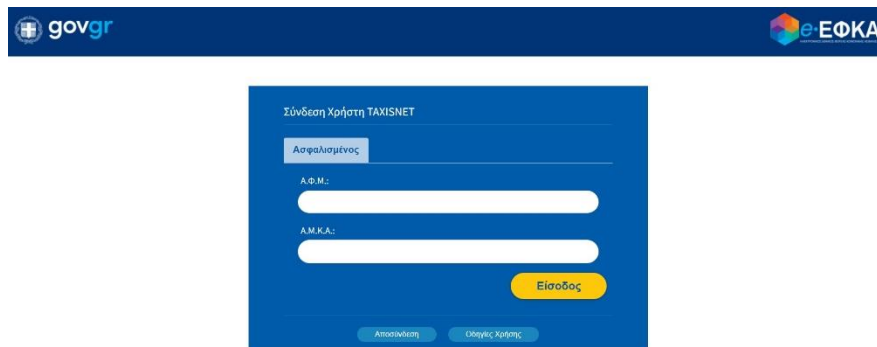 govgr
e-ΕΦΚΑ
Σύνδεση Χρήστη TAXISNET
Ασφαλισμένος
Α.Φ.Μ.:
Α.Μ.Κ.Α.:
Είσοδος
Αποσύνδεση
Οδηγίες Χρήσης